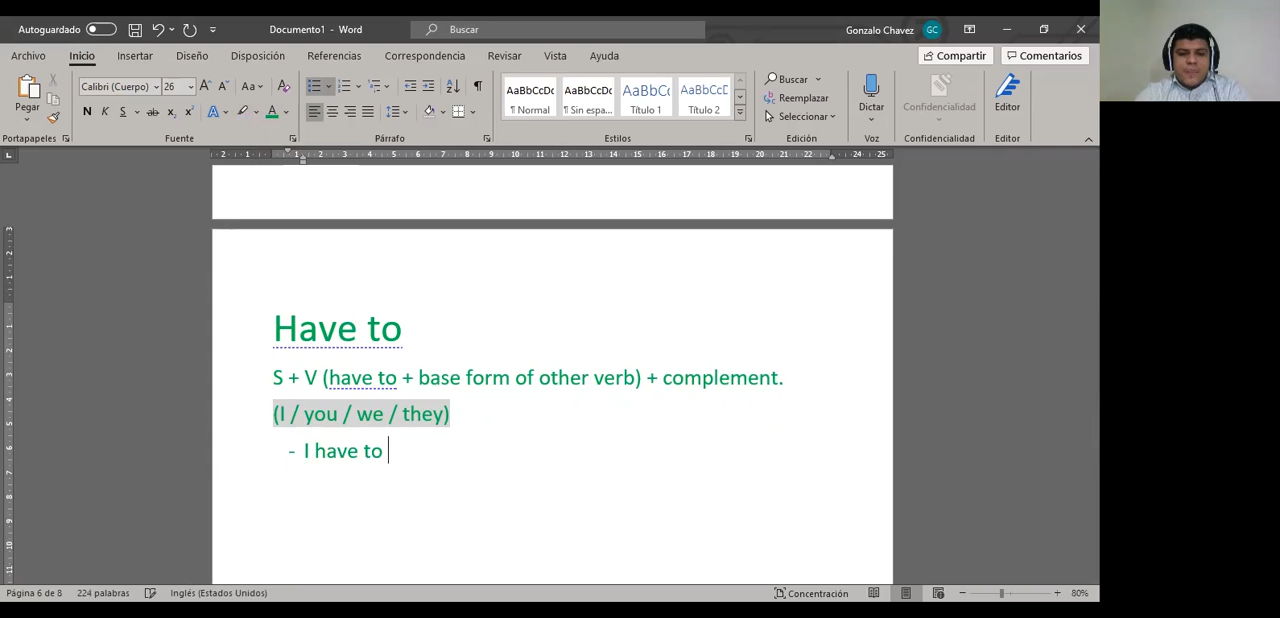 Autoguardado
Documento1 - Word
Buscar
Gonzalo Chavez
GC
Archivo Inicio Insertar Diseño Disposición Referencias Correspondencia Revisar Vista Ayuda
Compartir
Comentarios
Pegar
Calibri (Cuerpo) 26
N K S ab x₂ x²
AaBbCcDc AaBbCcDc AaBbCc AaBbCcD
¶ Normal ¶ Sin espa... Título 1 Título 2
Buscar
Reemplazar
Seleccionar
Dictar
Confidencialidad
Editor
Portapapeles Fuente Párrafo Estilos Edición Voz Confidencialidad Editor
Have to
S + V (have to + base form of other verb) + complement.
(I / you / we / they)
- I have to
Página 6 de 8 224 palabras Inglés (Estados Unidos) Concentración 80%